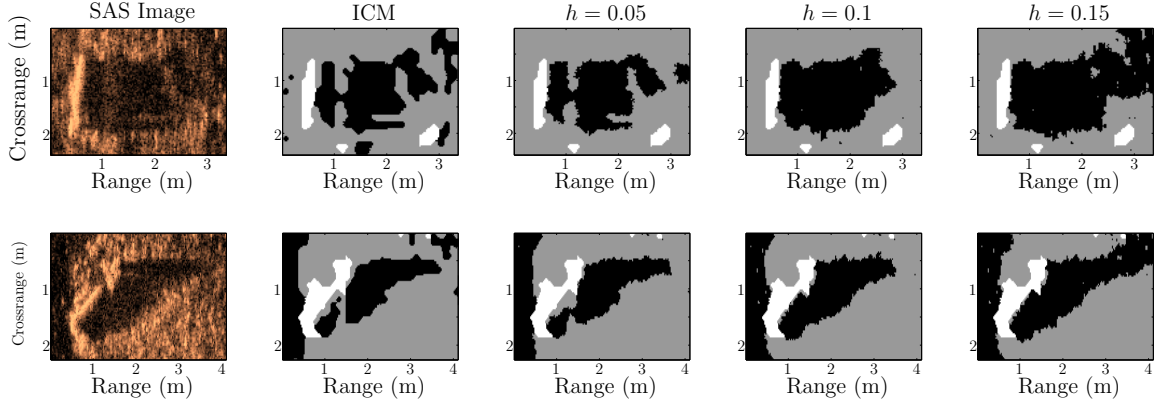 SAS Image
ICM
h = 0.05
h = 0.1
h = 0.15
Crossrange (m)
1
2
1 2 3
Range (m)
1 2 3
Range (m)
1 2 3
Range (m)
1 2 3
Range (m)
1 2 3
Range (m)
1
2
1
2
1
2
1
2
Crossrange (m)
1
2
1 2 3 4
Range (m)
1
2
1 2 3 4
Range (m)
1
2
1 2 3 4
Range (m)
1
2
1 2 3 4
Range (m)
1
2
1 2 3 4
Range (m)